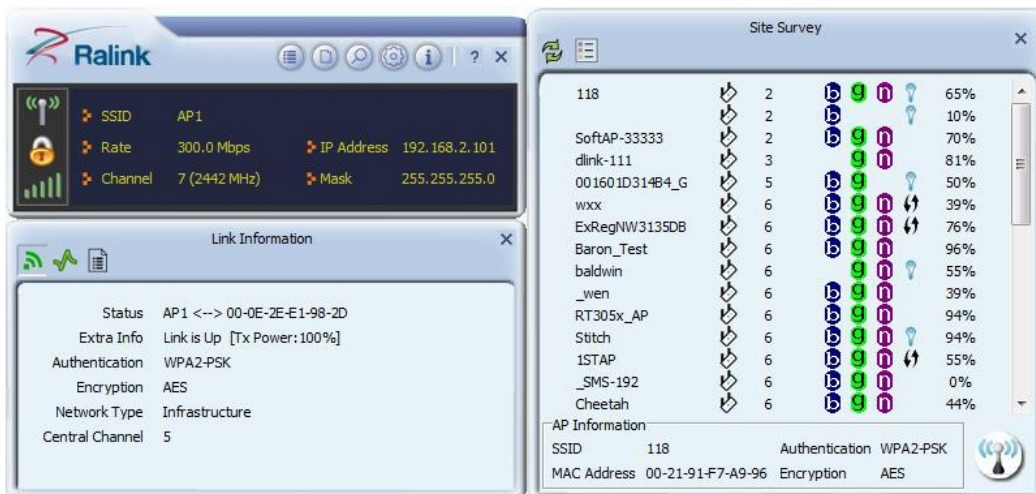 Ralink
? ×
SSID AP1
Rate 300.0 Mbps IP Address 192.168.2.101
Channel 7 (2442 MHz) Mask 255.255.255.0
Link Information
Status AP1 <--> 00-0E-2E-E1-98-2D
Extra Info Link is Up [Tx Power:100%]
Authentication WPA2-PSK
Encryption AES
Network Type Infrastructure
Central Channel 5
Site Survey
118 2 b g n 65%
2 b 10%
SoftAP-33333 2 b g n 70%
dlink-111 3 g n 81%
001601D314B4_G 5 b g 50%
wxx 6 b g n 39%
ExRegNW3135DB 6 b g n 76%
Baron_Test 6 b g n 96%
baldwin 6 g n 55%
_wen 6 b g n 39%
RT305x_AP 6 b g n 94%
Stitch 6 b g n 94%
1STAP 6 b g n 55%
_SMS-192 6 b g n 0%
Cheetah 6 b g n 44%
AP Information
SSID 118 Authentication WPA2-PSK
MAC Address 00-21-91-F7-A9-96 Encryption AES